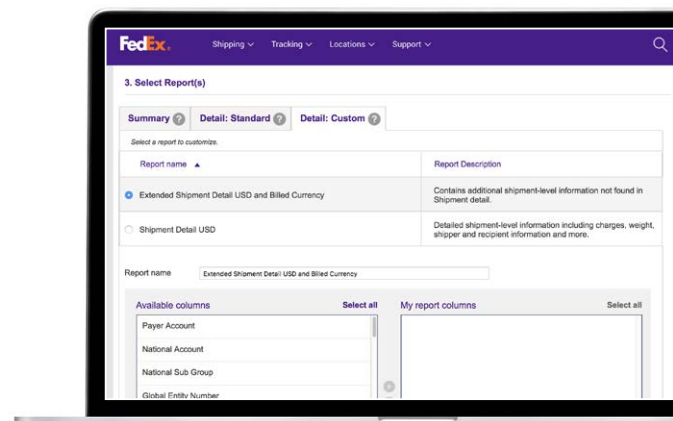 FedEx.
Shipping
Tracking
Locations
Support
3. Select Report(s)
Summary ?
Detail: Standard ?
Detail: Custom ?
Select a report to customize.
Report name
Report Description
Extended Shipment Detail USD and Billed Currency
Contains additional shipment-level information not found in
Shipment detail.
Shipment Detail USD
Detailed shipment-level information including charges, weight,
shipper and recipient information and more.
Report name
Extended Shipment Detail USD and Billed Currency
Available columns
Select all
My report columns
Select all
Payer Account
National Account
National Sub Group
Global Entity Number